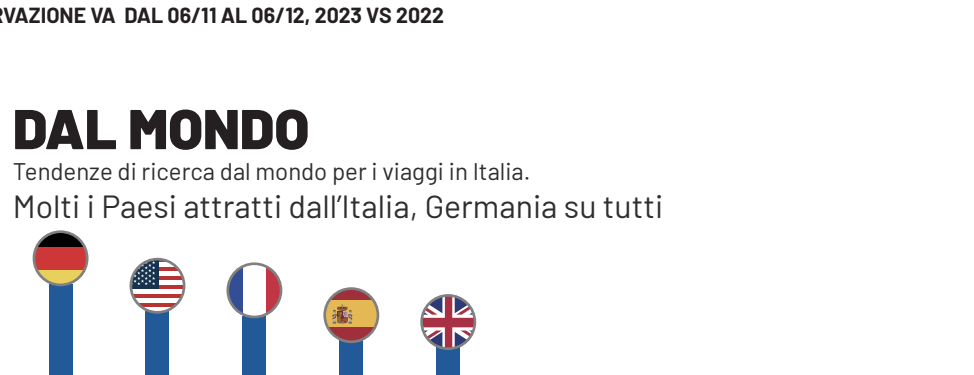 VAZIONE VA DAL 06/11 AL 06/12, 2023 VS 2022
DAL MONDO
Tendenze di ricerca dal mondo per i viaggi in Italia.
Molti i Paesi attratti dall'Italia, Germania su tutti